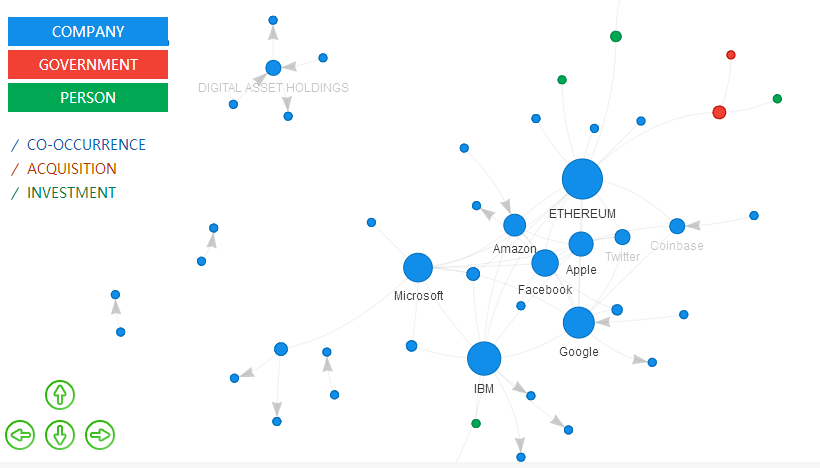 COMPANY
GOVERNMENT
PERSON
/ CO-OCCURRENCE
/ ACQUISITION
/ INVESTMENT
DIGITAL ASSET HOLDINGS
ETHEREUM
Amazon
Apple
Twitter
Coinbase
Facebook
Microsoft
Google
IBM